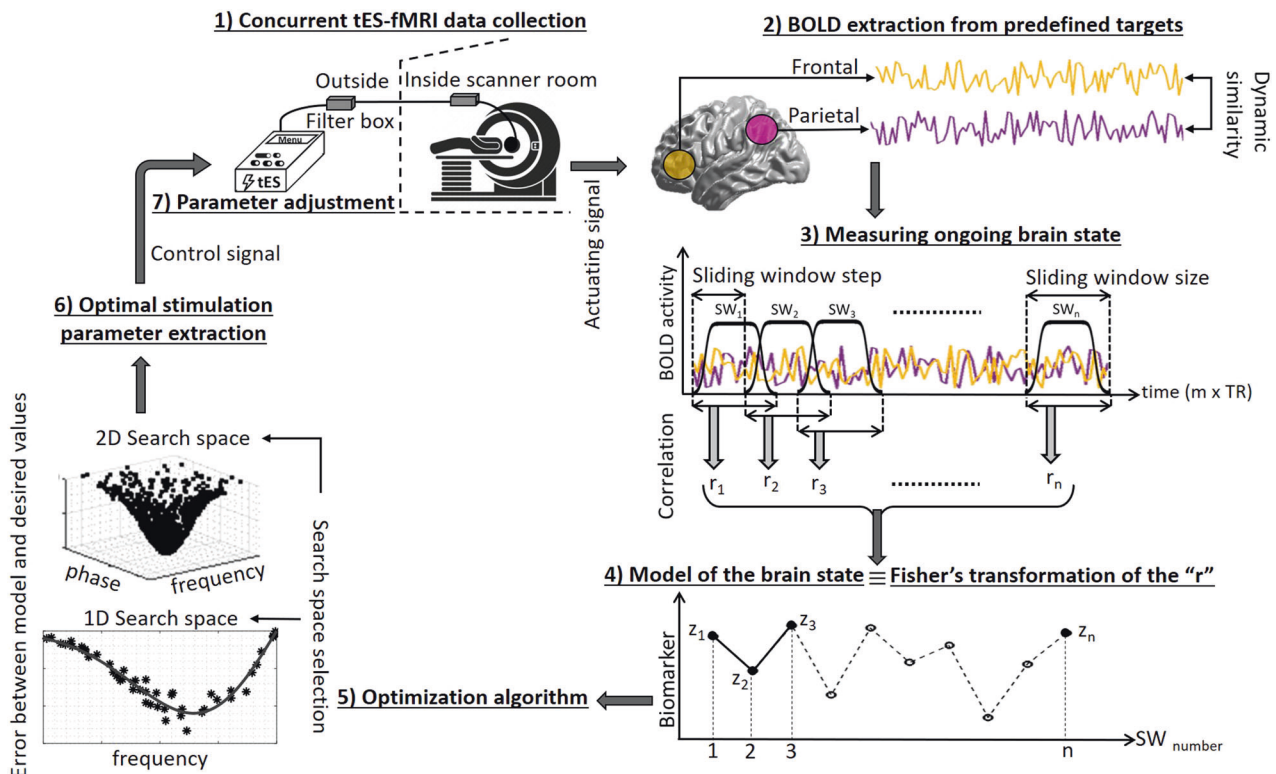 1) Concurrent tES-fMRI data collection
Outside
Inside scanner room
Filter box
Menu
tES
7) Parameter adjustment
Actuating signal
2) BOLD extraction from predefined targets
Frontal
Parietal
Dynamic
similarity
3) Measuring ongoing brain state
Sliding window step
Sliding window size
BOLD activity
SW1
SW2
SW3
SWn
time (m x TR)
Correlation
r1
r2
r3
rn
4) Model of the brain state ≡ Fisher's transformation of the "r"
Biomarker
z1
z2
z3
zn
1
2
3
n
SW number
5) Optimization algorithm
Search space selection
2D Search space
phase
frequency
1D Search space
frequency
Error between model and desired values
6) Optimal stimulation
parameter extraction
Control signal